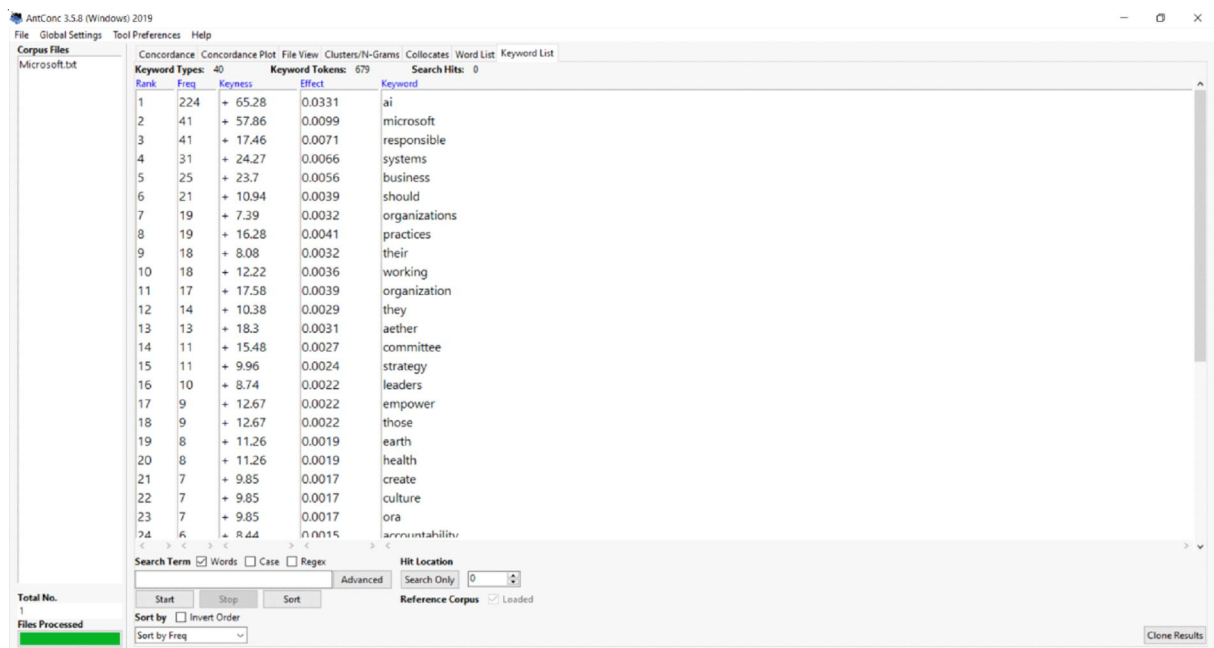 AntConc 3.5.8 (Windows) 2019
File Global Settings Tool Preferences Help
Corpus Files
Microsoft.txt
Concordance Concordance Plot File View Clusters/N-Grams Collocates Word List Keyword List
Keyword Types: 40 Keyword Tokens: 679 Search Hits: 0
Rank Freq Keyness Effect Keyword
1 224 + 65.28 0.0331 ai
2 41 + 57.86 0.0099 microsoft
3 41 + 17.46 0.0071 responsible
4 31 + 24.27 0.0066 systems
5 25 + 23.7 0.0056 business
6 21 + 10.94 0.0039 should
7 19 + 7.39 0.0032 organizations
8 19 + 16.28 0.0041 practices
9 18 + 8.08 0.0032 their
10 18 + 12.22 0.0036 working
11 17 + 17.58 0.0039 organization
12 14 + 10.38 0.0029 they
13 13 + 18.3 0.0031 aether
14 11 + 15.48 0.0027 committee
15 11 + 9.96 0.0024 strategy
16 10 + 8.74 0.0022 leaders
17 9 + 12.67 0.0022 empower
18 9 + 12.67 0.0022 those
19 8 + 11.26 0.0019 earth
20 8 + 11.26 0.0019 health
21 7 + 9.85 0.0017 create
22 7 + 9.85 0.0017 culture
23 7 + 9.85 0.0017 ora
24 6 + 8.44 0.0015 accountability
Search Term Words Case Regex Hit Location
Advanced Search Only 0
Start Stop Sort Reference Corpus Loaded
Total No.
1
Files Processed
Sort by Invert Order
Sort by Freq
Clone Results